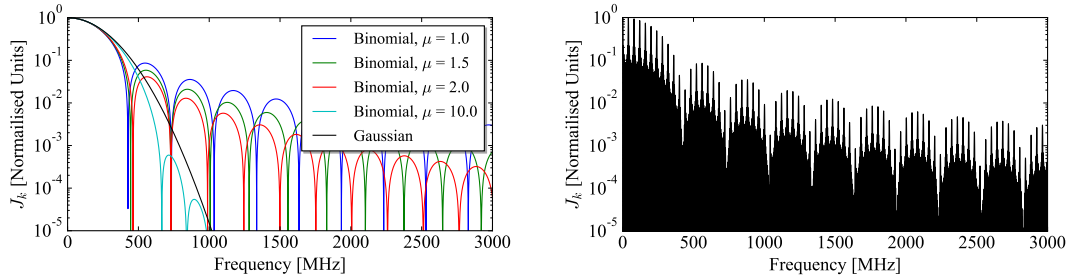 10^0
10^-1
10^-2
10^-3
10^-4
10^-5
J_k [Normailised Units]
0 500 1000 1500 2000 2500 3000
Frequency [MHz]
Binomial, μ = 1.0
Binomial, μ = 1.5
Binomial, μ = 2.0
Binomial, μ = 10.0
Gaussian
10^0
10^-1
10^-2
10^-3
10^-4
10^-5
J_k [Normailised Units]
0 500 1000 1500 2000 2500 3000
Frequency [MHz]